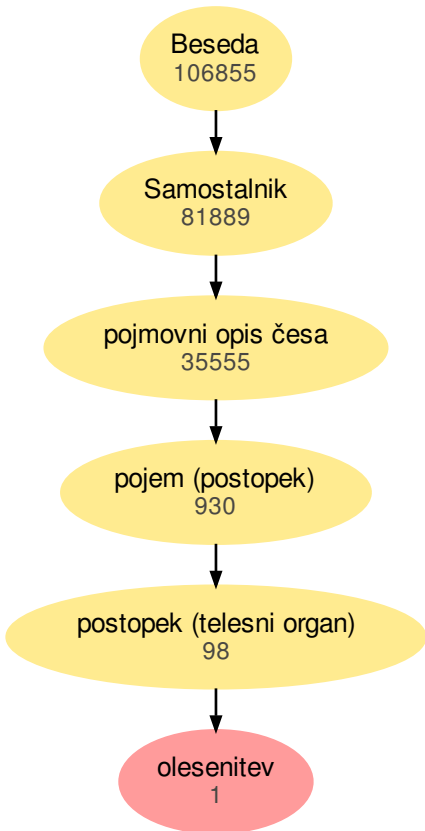 Beseda
106855
Samostalnik
81889
pojmovni opis česa
35555
pojem (postopek)
930
postopek (telesni organ)
98
olesenitev
1